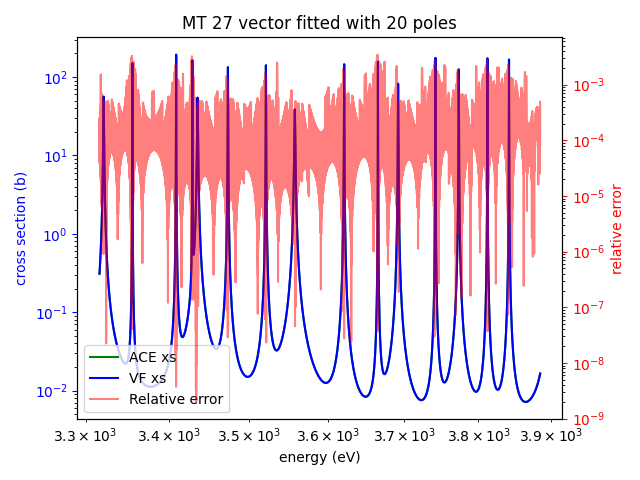 MT 27 vector fitted with 20 poles
cross section (b)
10²
10¹
10⁰
10⁻¹
10⁻²
10⁻³
10⁻⁴
10⁻⁵
10⁻⁶
10⁻⁷
10⁻⁸
10⁻⁹
relative error
ACE xs
VF xs
Relative error
3.3 × 10³ 3.4 × 10³ 3.5 × 10³ 3.6 × 10³ 3.7 × 10³ 3.8 × 10³ 3.9 × 10³
energy (eV)